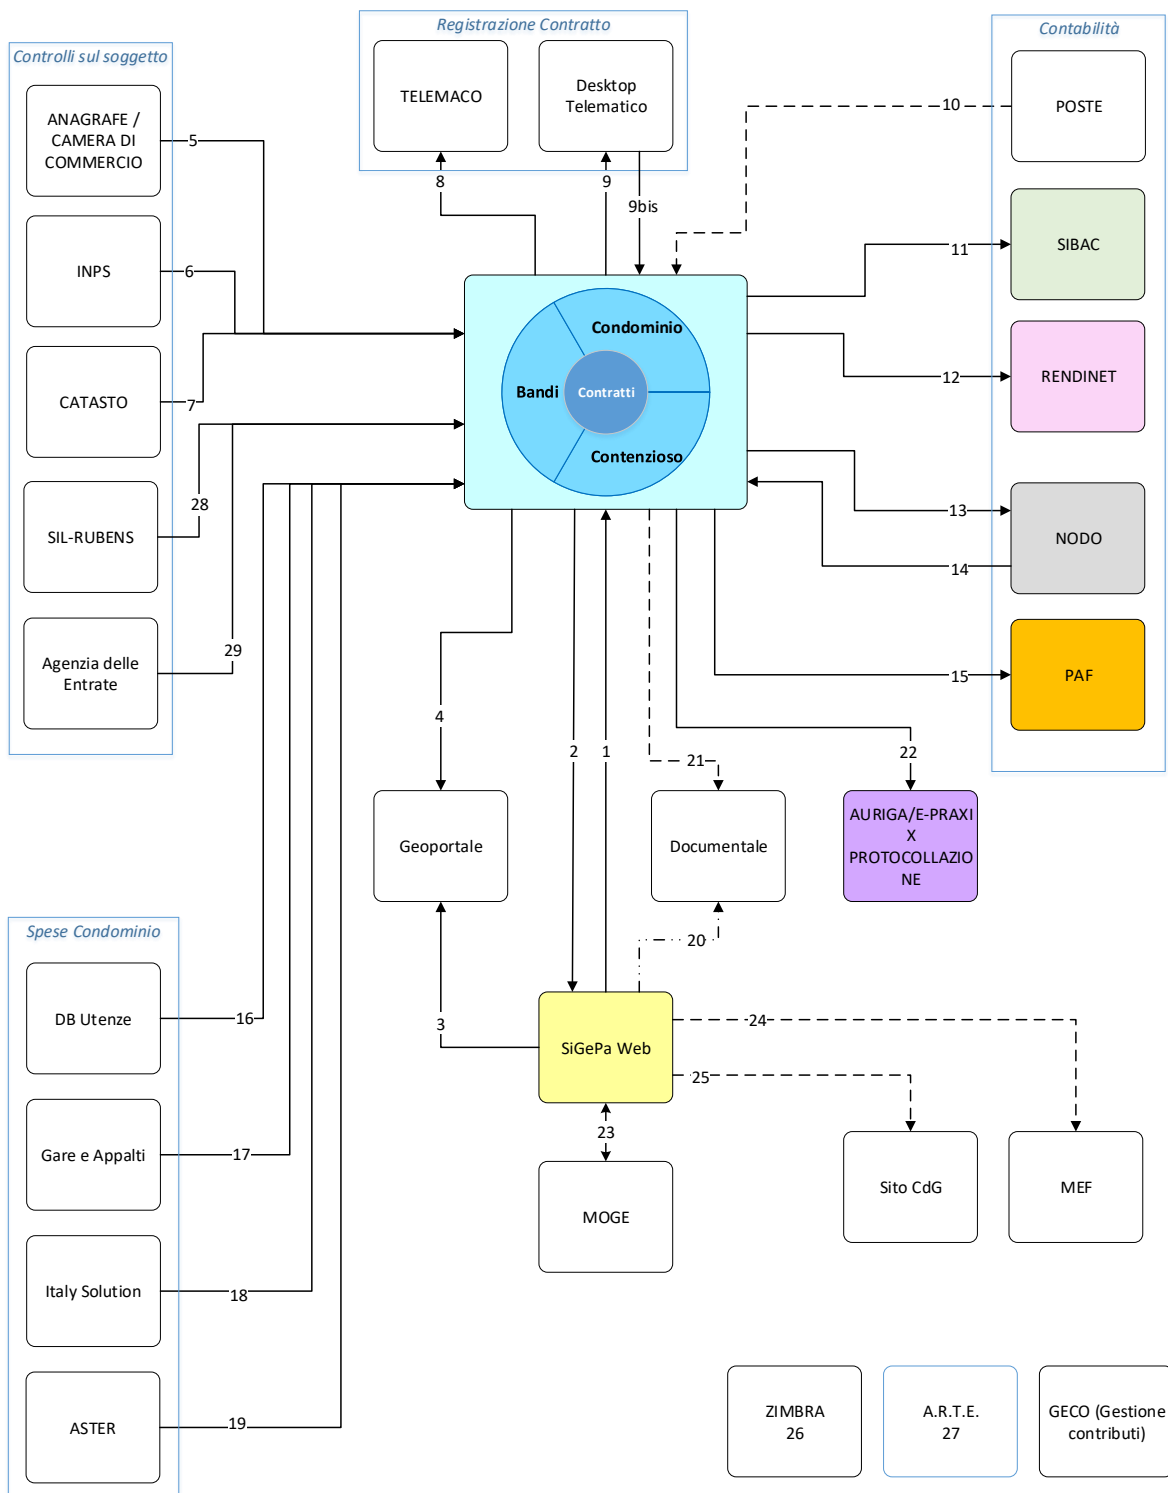 Registrazione Contratto
TELEMACO
Desktop
Telematico
Controlli sul soggetto
ANAGRAFE /
CAMERA DI
COMMERCIO
INPS
CATASTO
SIL-RUBENS
Agenzia delle
Entrate
Contabilità
POSTE
SIBAC
RENDINET
NODO
PAF
5
6
7
28
29
8
9
9bis
10
11
12
13
14
15
Condominio
Bandi
Contratti
Contenzioso
4
2
1
21
22
Geoportale
Documentale
AURIGA/E-PRAXI
X
PROTOCOLLAZIO
NE
Spese Condominio
DB Utenze
Gare e Appalti
Italy Solution
ASTER
16
17
18
19
3
20
SiGePa Web
24
25
23
MOGE
Sito CdG
MEF
ZIMBRA
26
A.R.T.E.
27
GECO (Gestione
contributi)